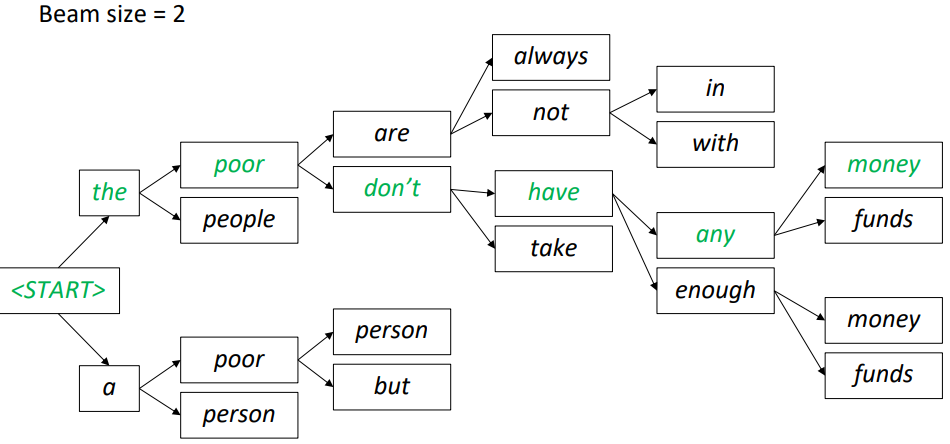 Beam size = 2
always
not
in
are
with
poor
money
the
don’t
have
people
any
funds
take
<START>
enough
money
person
poor
a
but
funds
person